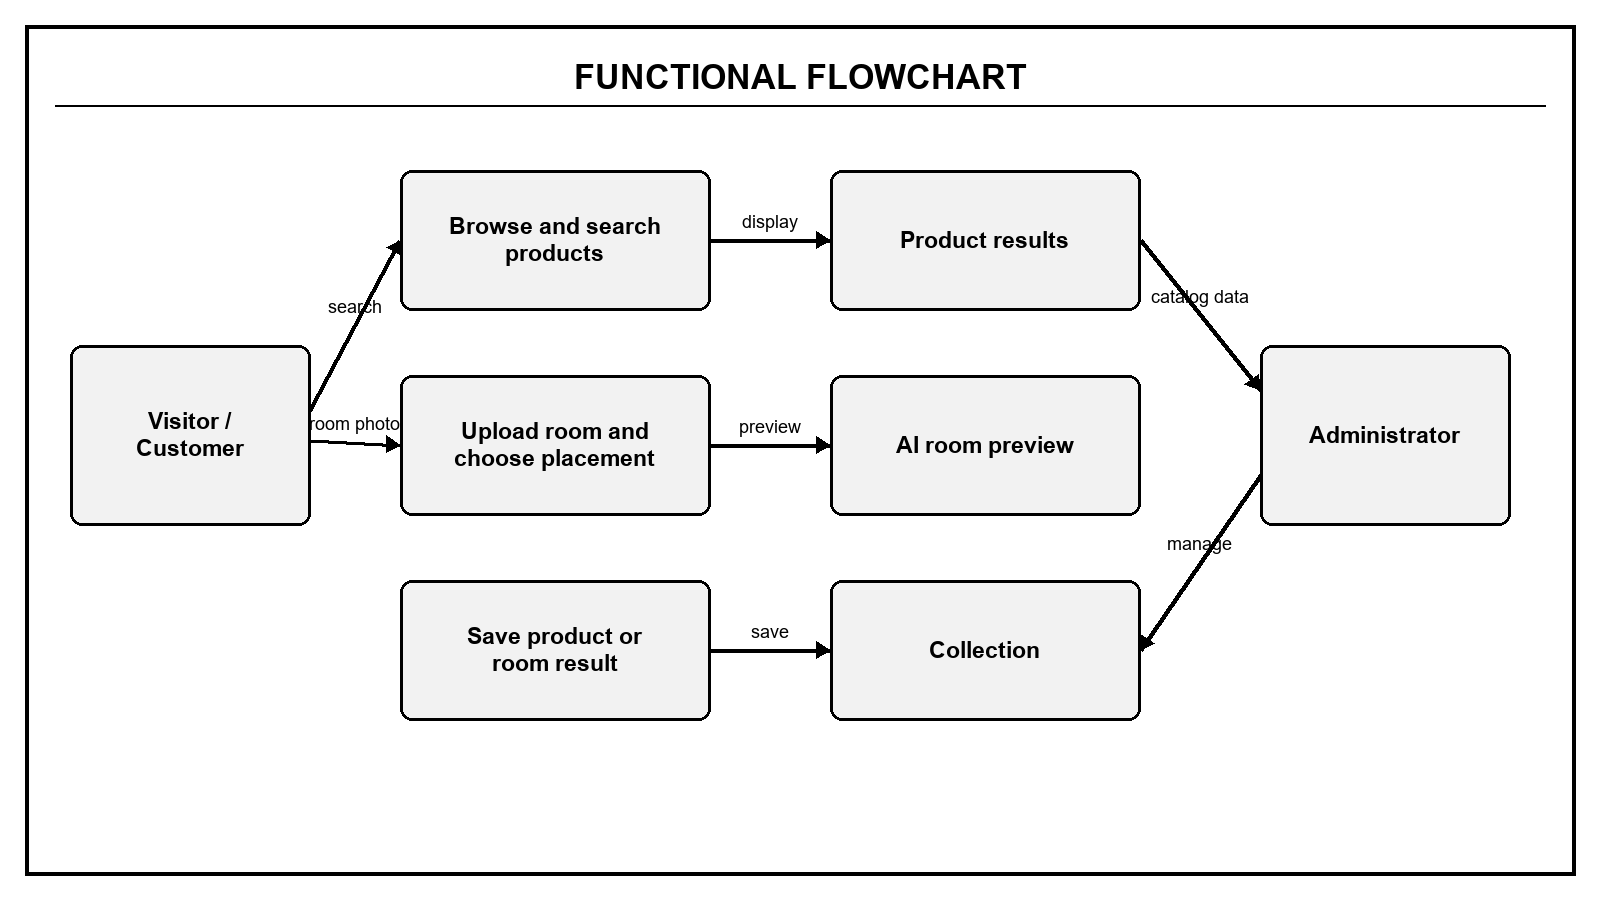 FUNCTIONAL FLOWCHART
Browse and search
products
display
Product results
search
catalog data
Visitor /
Customer
room photo
Upload room and
choose placement
preview
AI room preview
Administrator
manage
Save product or
room result
save
Collection